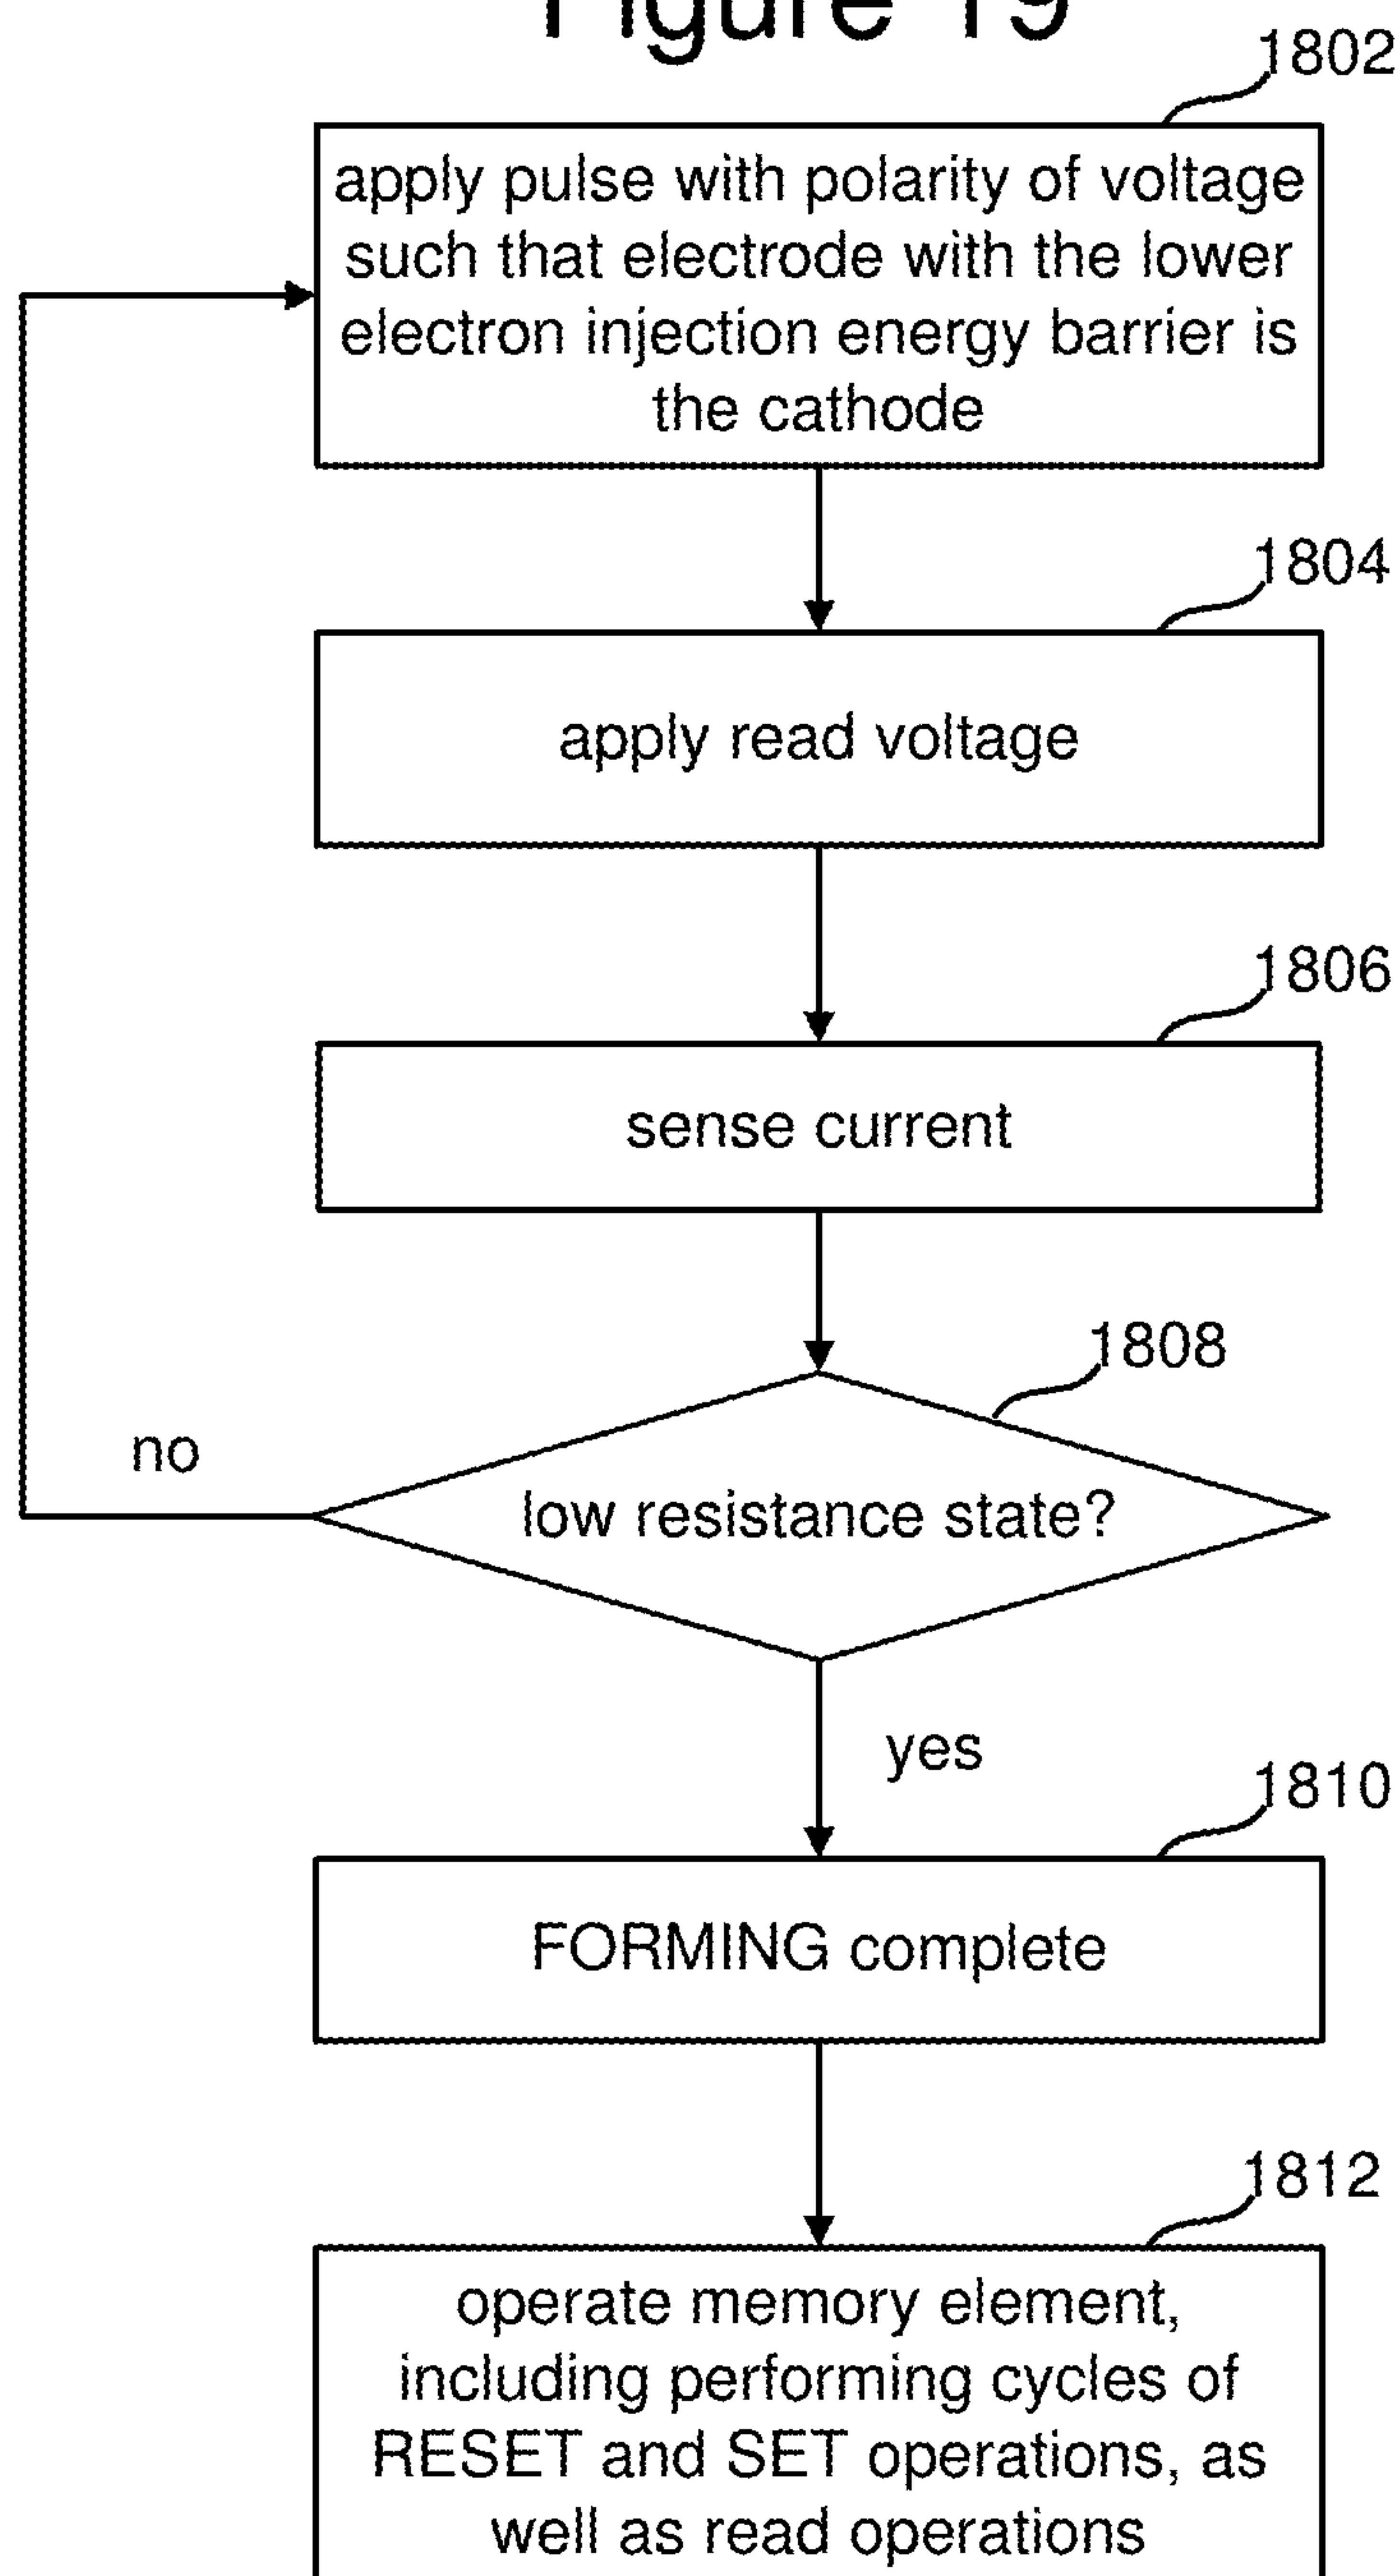 Figure 19
1802
apply pulse with polarity of voltage
such that electrode with the lower
electron injection energy barrier is
the cathode
1804
apply read voltage
1806
sense current
1808
no
low resistance state?
yes
1810
FORMING complete
1812
operate memory element,
including performing cycles of
RESET and SET operations, as
well as read operations